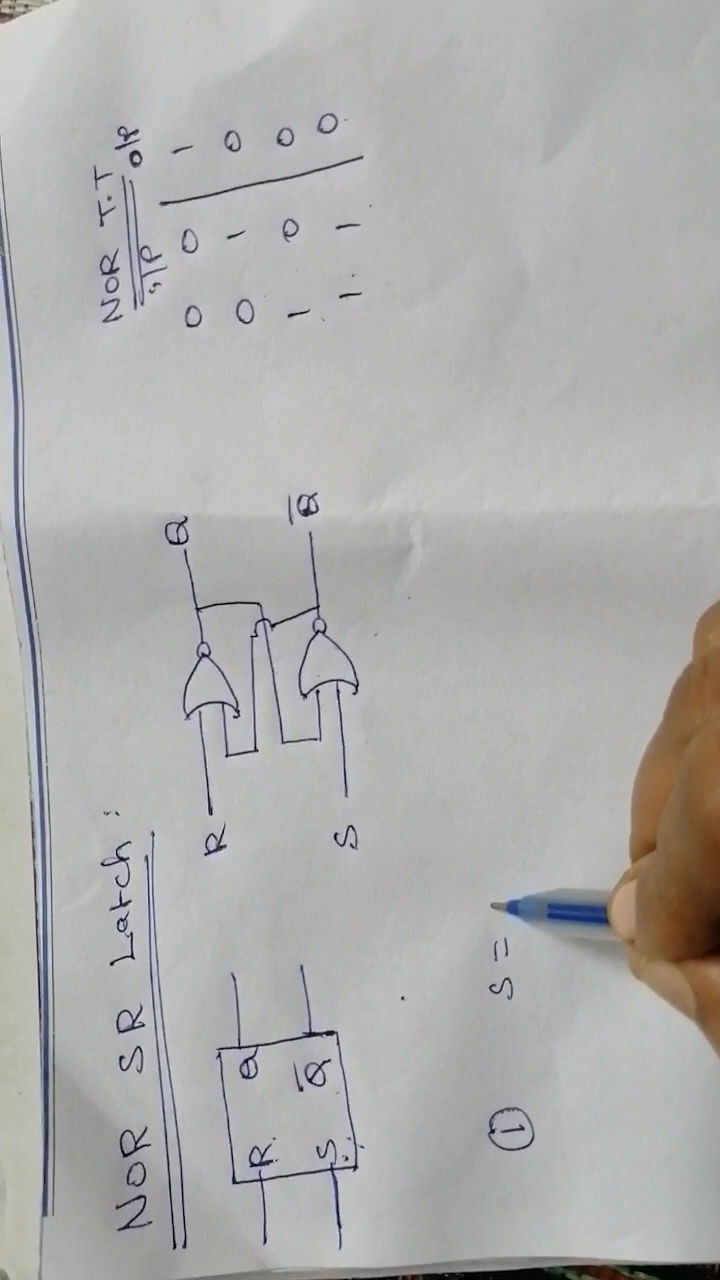 NOR SR Latch:
R Q
S Q̅
R Q
S Q̅
NOR T.T
i/p o/p
0 0 1
0 1 0
1 0 0
1 1 0
① S =